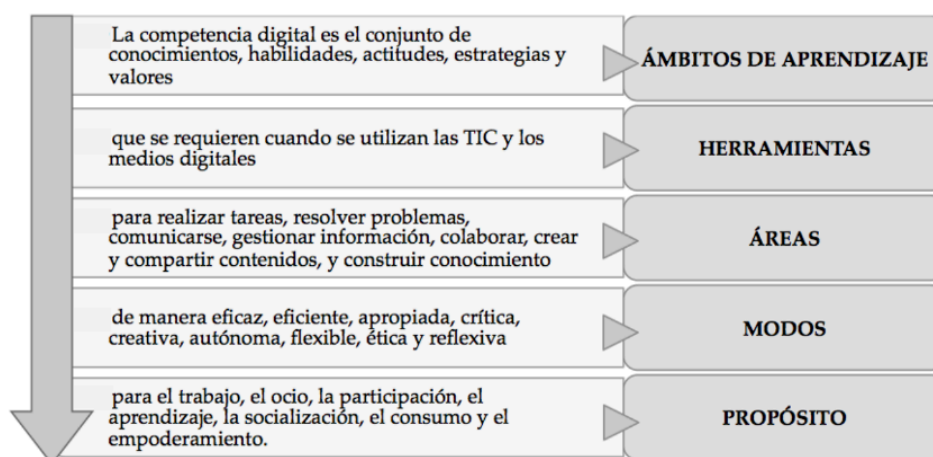 La competencia digital es el conjunto de
conocimientos, habilidades, actitudes, estrategias y
valores
ÁMBITOS DE APRENDIZAJE
que se requieren cuando se utilizan las TIC y los
medios digitales
HERRAMIENTAS
para realizar tareas, resolver problemas,
comunicarse, gestionar información, colaborar, crear
y compartir contenidos, y construir conocimiento
ÁREAS
de manera eficaz, eficiente, apropiada, crítica,
creativa, autónoma, flexible, ética y reflexiva
MODOS
para el trabajo, el ocio, la participación, el
aprendizaje, la socialización, el consumo y el
empoderamiento.
PROPÓSITO